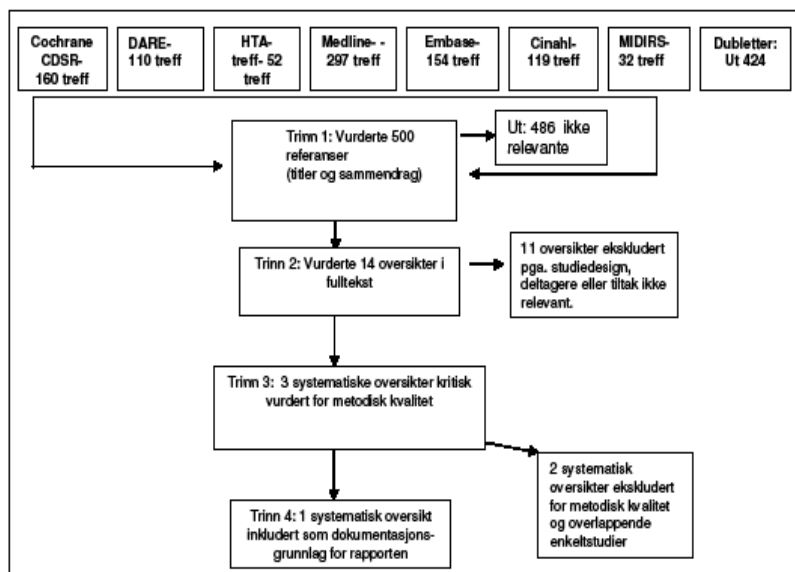 Cochrane
CDSR-
160 treff
DARE-
110 treff
HTA-
treff- 52
treff
Medline- -
297 treff
Embase-
154 treff
Cinahl-
119 treff
MIDIRS-
32 treff
Dubletter:
Ut 424
Trinn 1: Vurderte 500
referanser
(titler og sammendrag)
Ut: 486 ikke
relevante
Trinn 2: Vurderte 14 oversikter i
fulltekst
11 oversikter ekskludert
pga. studiedesign,
deltagere eller tiltak ikke
relevant.
Trinn 3: 3 systematiske oversikter kritisk
vurdert for metodisk kvalitet
2 systematisk
oversikter ekskludert
for metodisk kvalitet
og overlappende
enkeltstudier
Trinn 4: 1 systematisk oversikt
inkludert som dokumentasjons-
grunnlag for rapporten